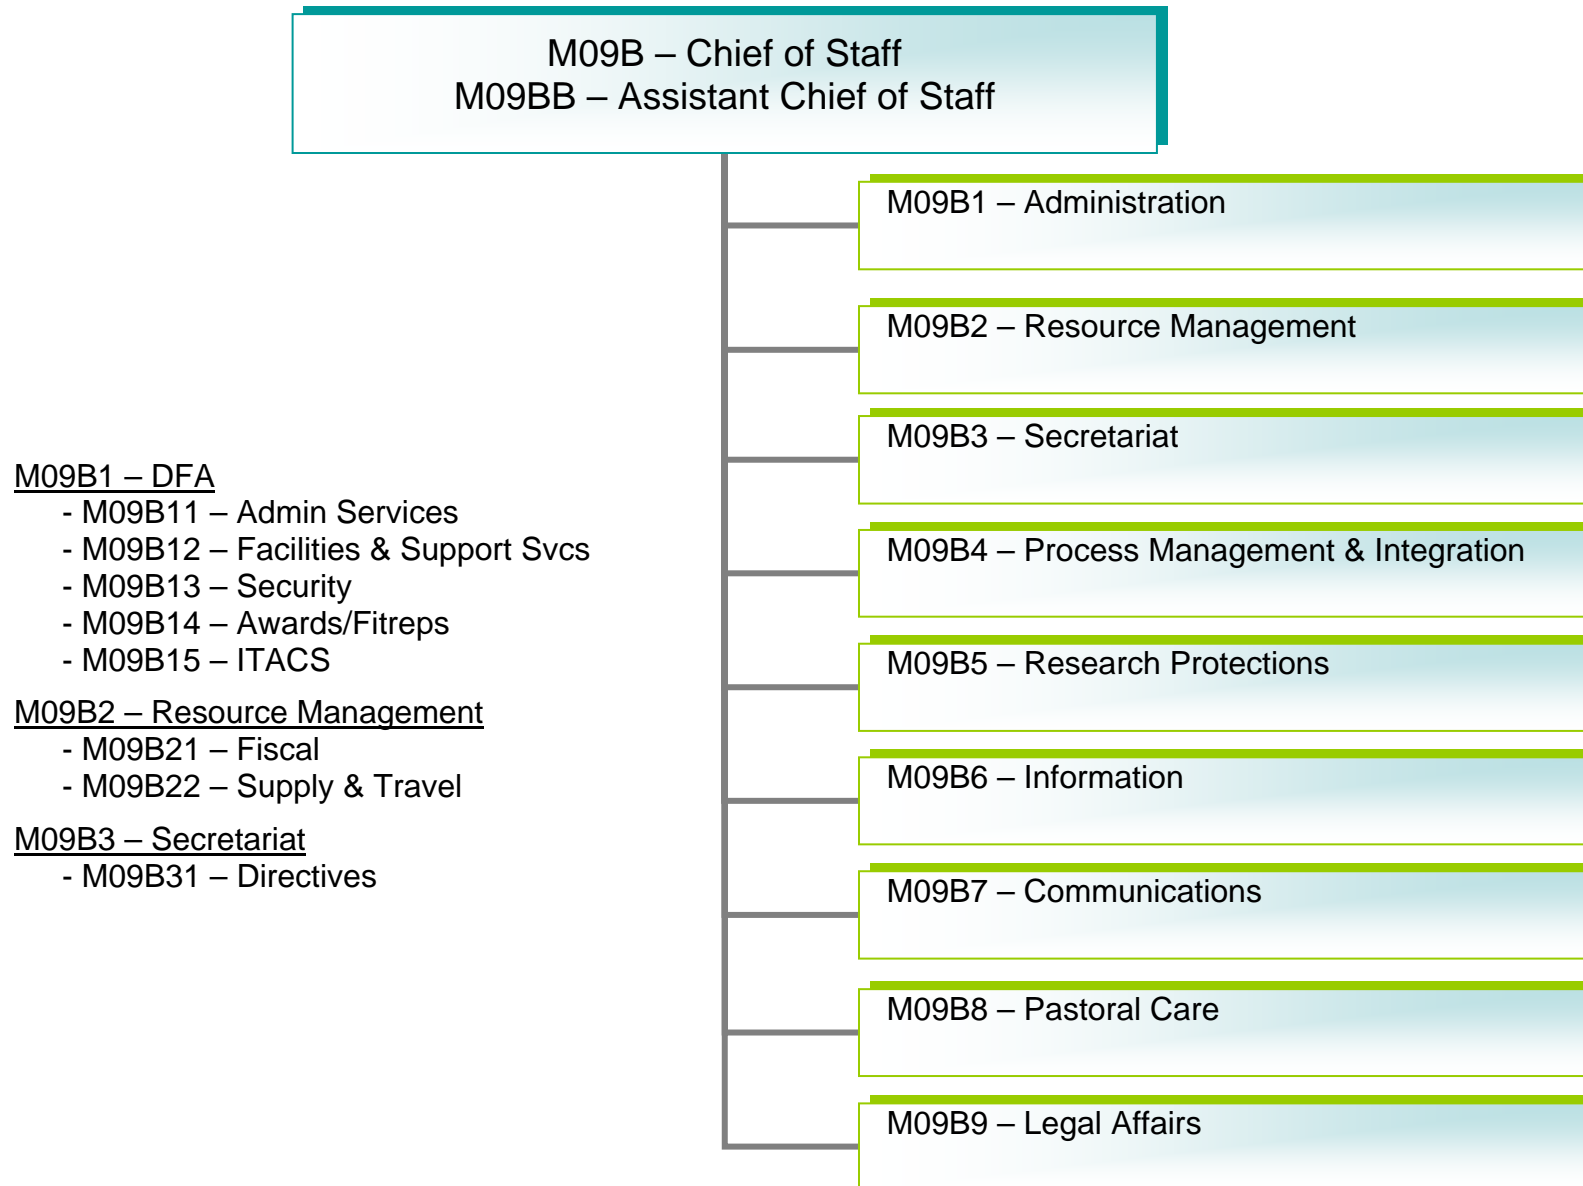 M09B – Chief of Staff
M09BB – Assistant Chief of Staff
M09B1 – Administration
M09B2 – Resource Management
M09B3 – Secretariat
M09B4 – Process Management & Integration
M09B5 – Research Protections
M09B6 – Information
M09B7 – Communications
M09B8 – Pastoral Care
M09B9 – Legal Affairs
M09B1 – DFA
- M09B11 – Admin Services
- M09B12 – Facilities & Support Svcs
- M09B13 – Security
- M09B14 – Awards/Fitreps
- M09B15 – ITACS
M09B2 – Resource Management
- M09B21 – Fiscal
- M09B22 – Supply & Travel
M09B3 – Secretariat
- M09B31 – Directives